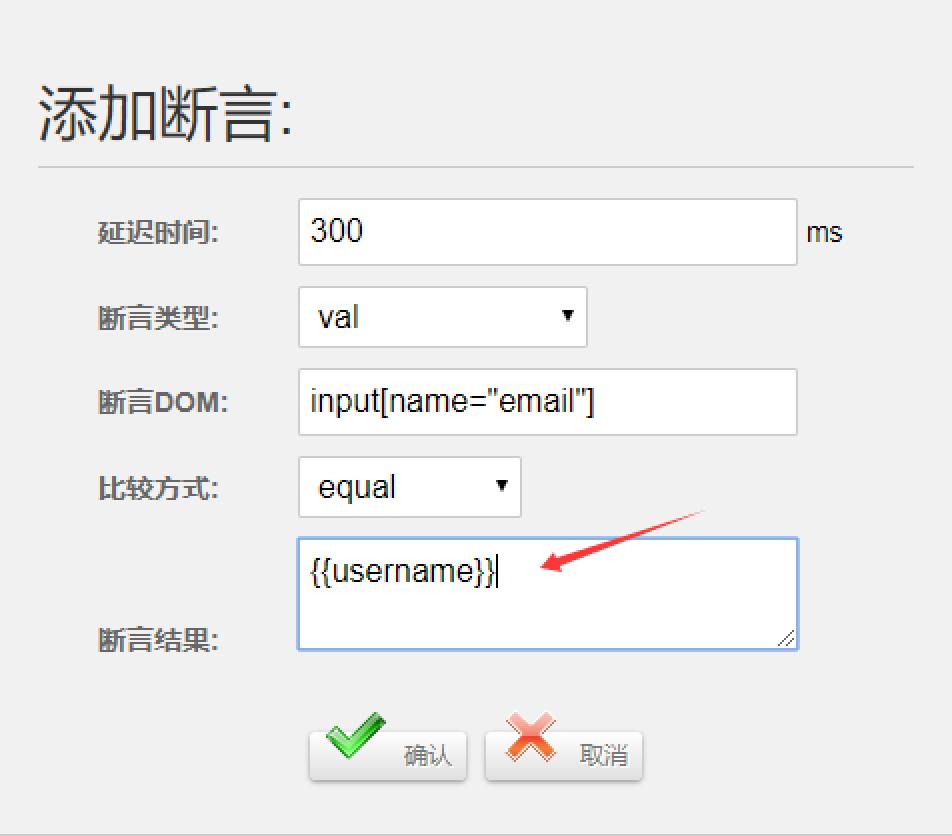 添加断言:
延迟时间: 300 ms
断言类型: val
断言DOM: input[name="email"]
比较方式: equal
{{username}}
断言结果:
确认 取消